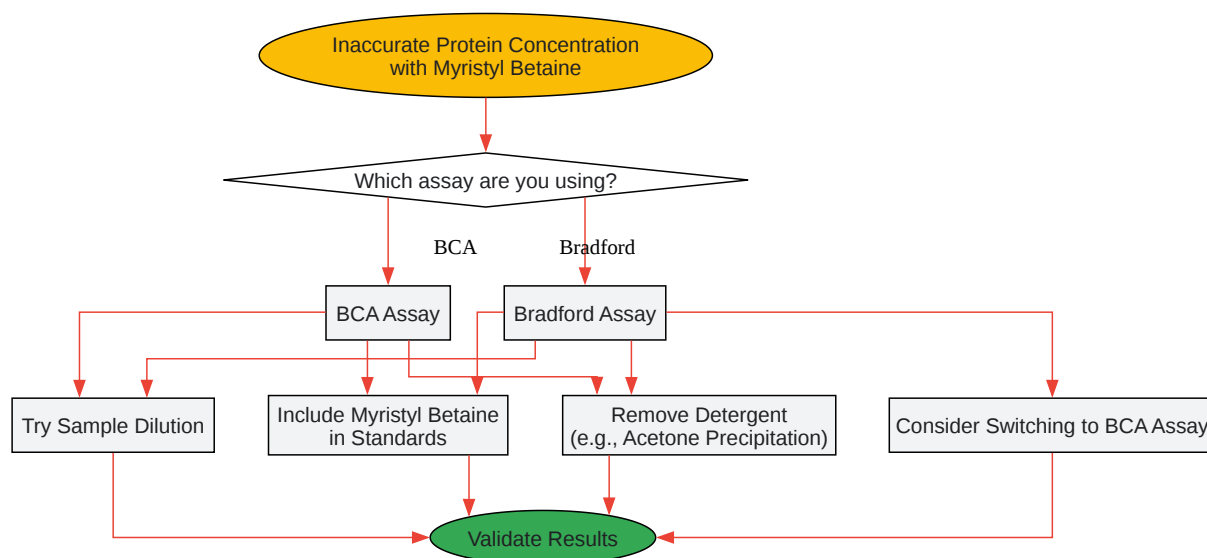 Inaccurate Protein Concentration
with Myristyl Betaine
Which assay are you using?
BCA
Bradford
BCA Assay
Bradford Assay
Try Sample Dilution
Include Myristyl Betaine
in Standards
Remove Detergent
(e.g., Acetone Precipitation)
Consider Switching to BCA Assay
Validate Results